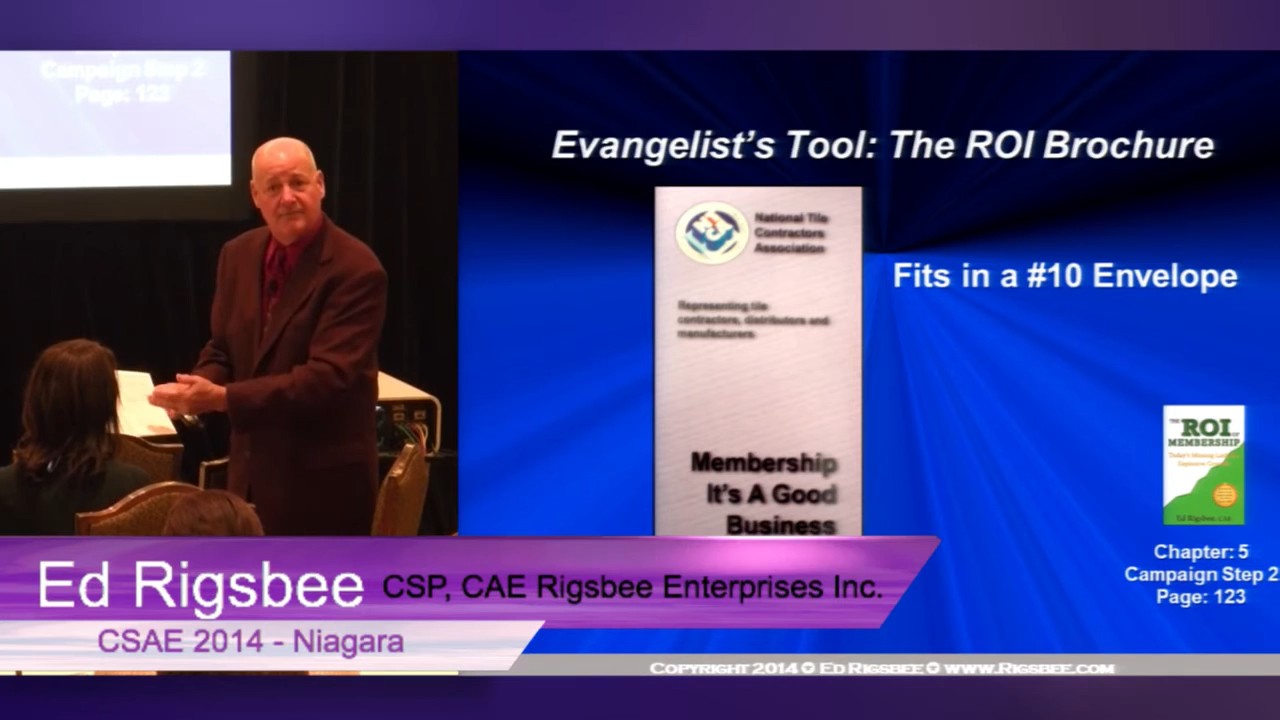 Campaign Step 2
Page: 123
Evangelist's Tool: The ROI Brochure
National Tile
Contractors
Association
Representing tile
contractors, distributors and
manufacturers
Membership
It's A Good
Business
Fits in a #10 Envelope
THE ROI OF
MEMBERSHIP
Ed Rigsbee, CSP
Chapter: 5
Campaign Step 2
Page: 123
Ed Rigsbee CSP, CAE Rigsbee Enterprises Inc.
CSAE 2014 - Niagara
COPYRIGHT 2014 © ED RIGSBEE © WWW.RIGSBEE.COM